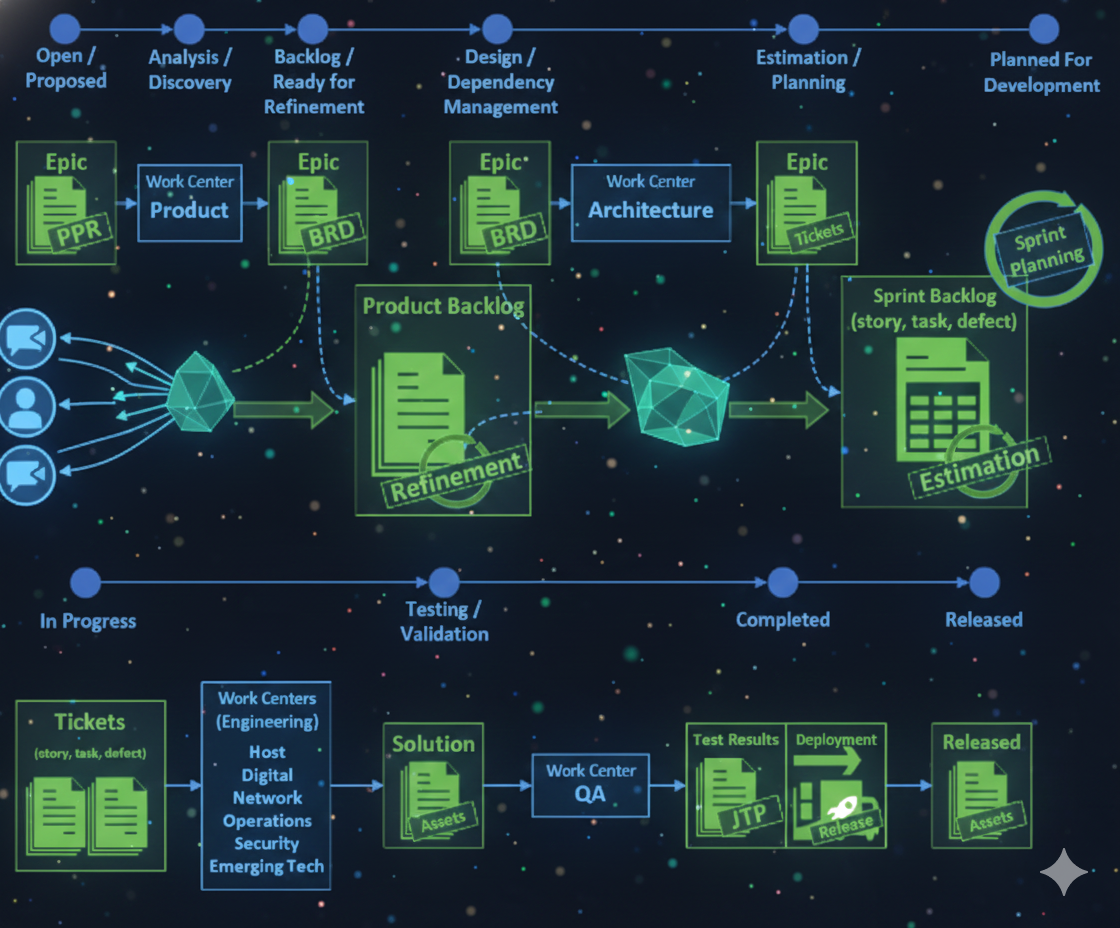 Open /
Proposed
Analysis /
Discovery
Backlog /
Ready for
Refinement
Design /
Dependency
Management
Estimation /
Planning
Planned For
Development
Epic
PPR
Work Center
Product
Epic
BRD
Epic
BRD
Work Center
Architecture
Epic
Tickets
Sprint
Planning
Product Backlog
Refinement
Sprint Backlog
(story, task, defect)
Estimation
In Progress
Testing /
Validation
Completed
Released
Tickets
(story, task, defect)
Work Centers
(Engineering)
Host
Digital
Network
Operations
Security
Emerging Tech
Solution
Assets
Work Center
QA
Test Results
JTP
Deployment
Release
Released
Assets